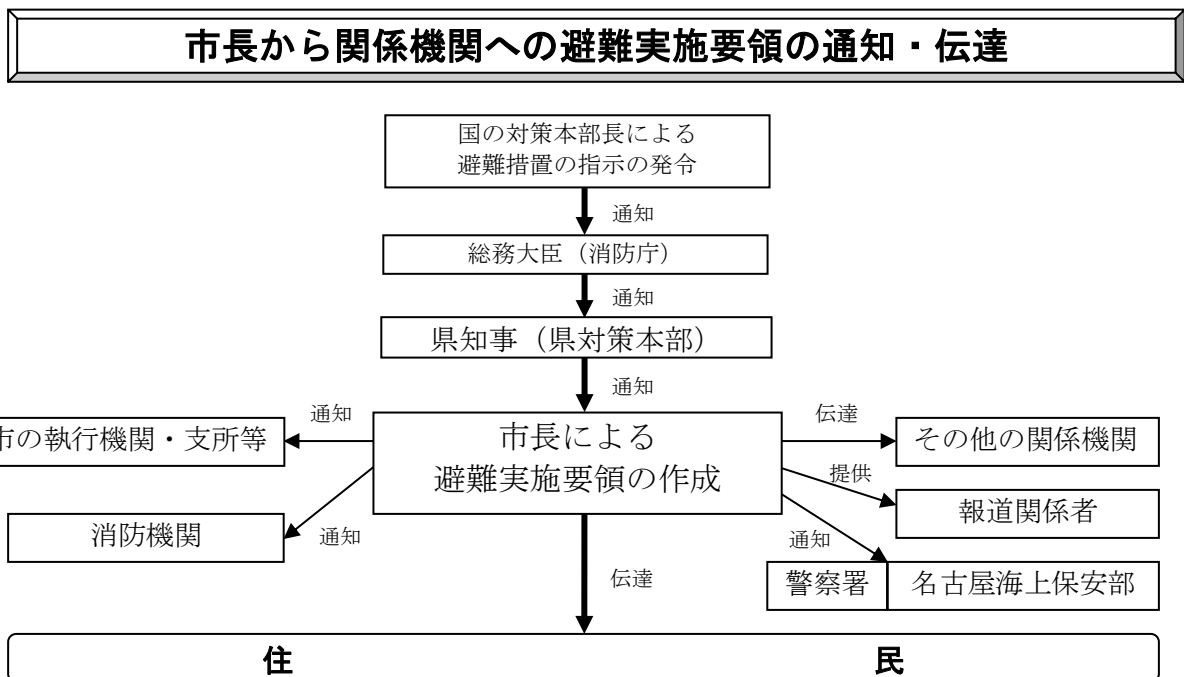 市長から関係機関への避難実施要領の通知・伝達
国の対策本部長による
避難措置の指示の発令
通知
総務大臣（消防庁）
通知
県知事（県対策本部）
通知
市の執行機関・支所等
通知
市長による
避難実施要領の作成
伝達
その他の関係機関
提供
報道関係者
消防機関
通知
通知
警察署
名古屋海上保安部
伝達
住 民